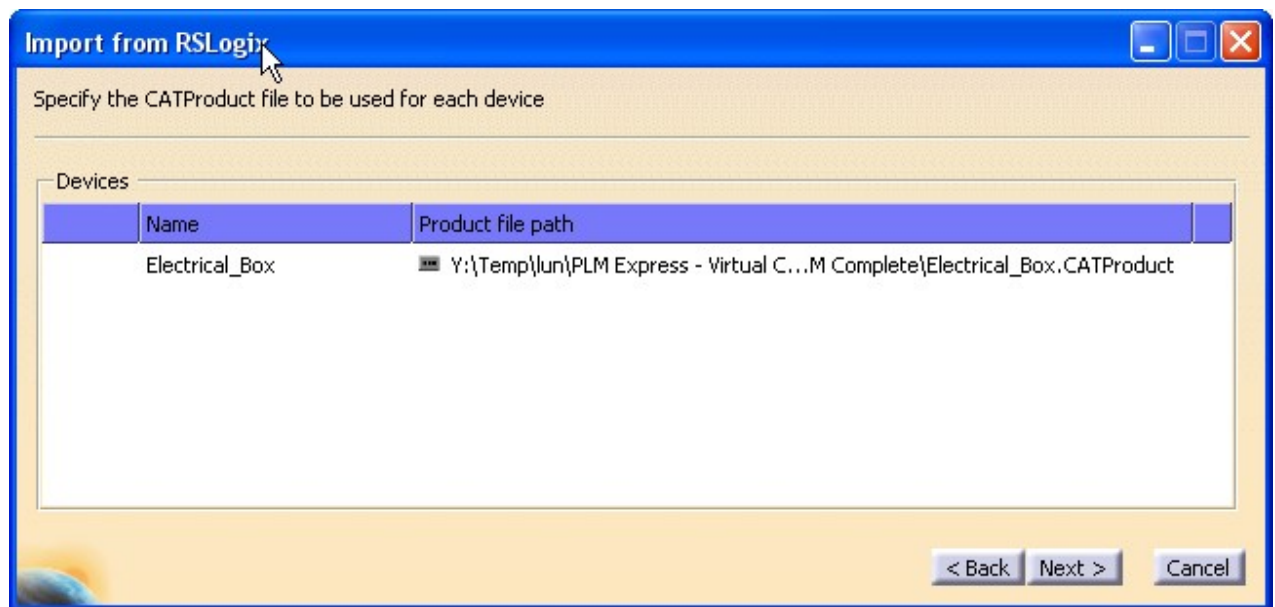 Import from RSLogix
Specify the CATProduct file to be used for each device
Devices
Name Product file path
Electrical_Box Y:\Temp\lun\PLM Express - Virtual C...M Complete\Electrical_Box.CATProduct
< Back Next > Cancel